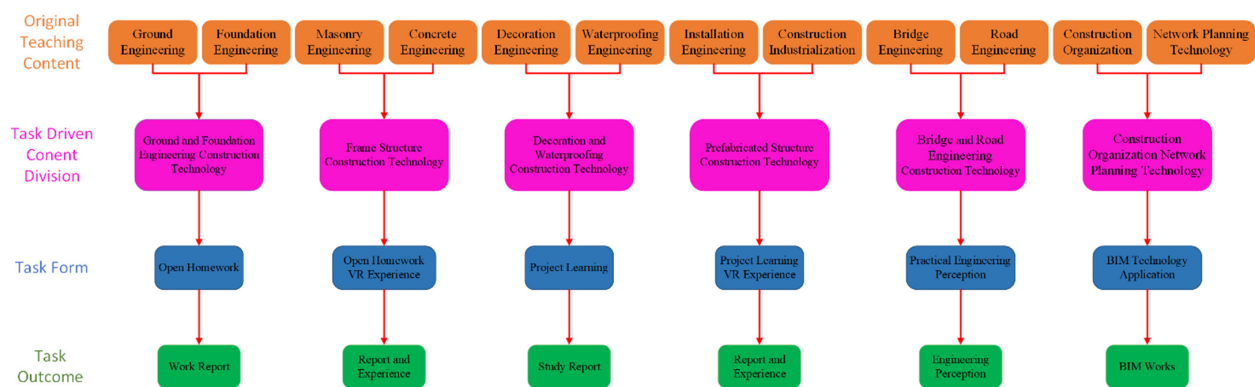 Original
Teaching
Content
Ground
Engineering
Foundation
Engineering
Masonry
Engineering
Concrete
Engineering
Decoration
Engineering
Waterproofing
Engineering
Installation
Engineering
Construction
Industrialization
Bridge
Engineering
Road
Engineering
Construction
Organization
Network Planning
Technology
Task Driven
Conent
Division
Ground and Foundation
Engineering Construction
Technology
Frame Structure
Construction Technology
Decoration and
Waterproofing
Construction Technology
Prefabricated Structure
Construction Technology
Bridge and Road
Engineering
Construction Technology
Construction
Organization Network
Planning Technology
Task Form
Open Homework
Open Homework
VR Experience
Project Learning
Project Learning
VR Experience
Practical Engineering
Perception
BIM Technology
Application
Task
Outcome
Work Report
Report and
Experience
Study Report
Report and
Experience
Engineering
Perception
BIM Works